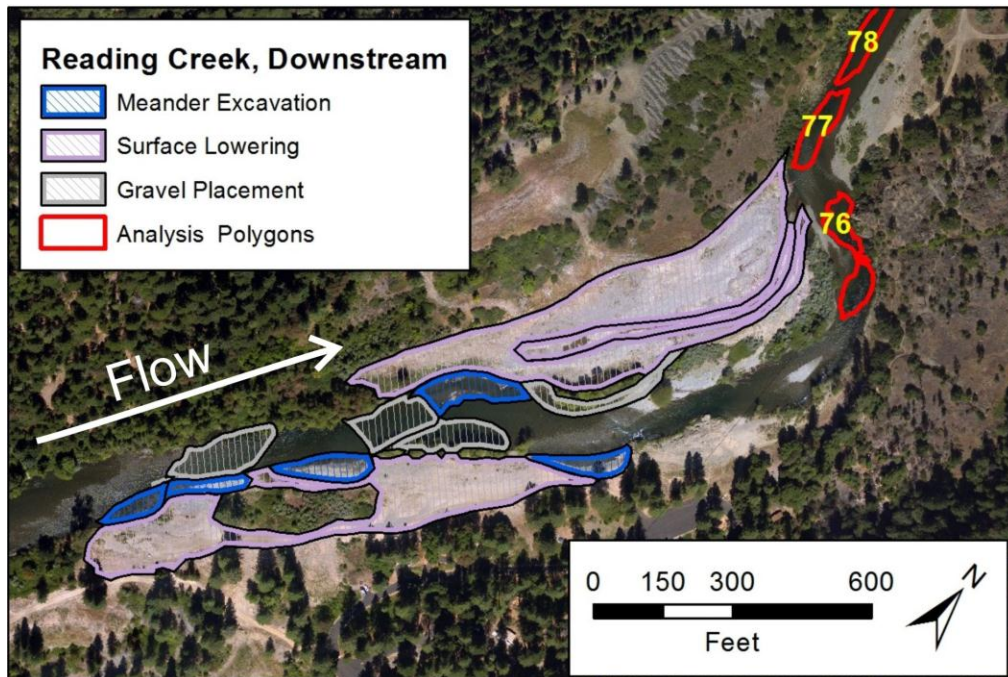 Reading Creek, Downstream
Meander Excavation
Surface Lowering
Gravel Placement
Analysis Polygons
78
77
76
Flow
0 150 300 600
Feet
N